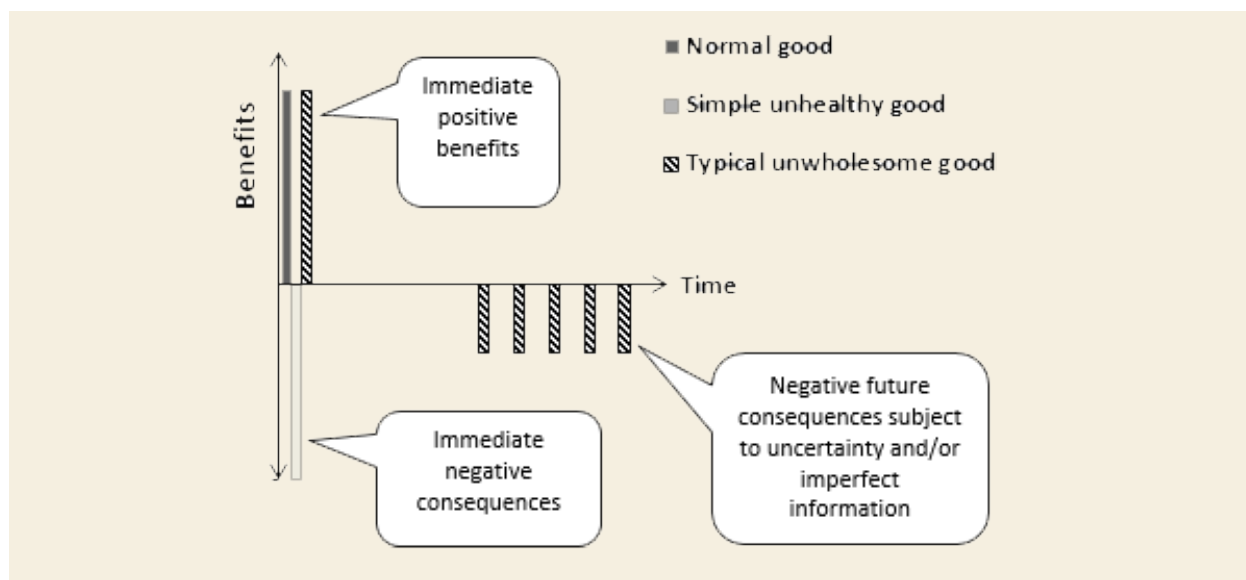 Normal good
Simple unhealthy good
Typical unwholesome good
Benefits
Immediate
positive
benefits
Time
Immediate
negative
consequences
Negative future
consequences subject
to uncertainty and/or
imperfect
information